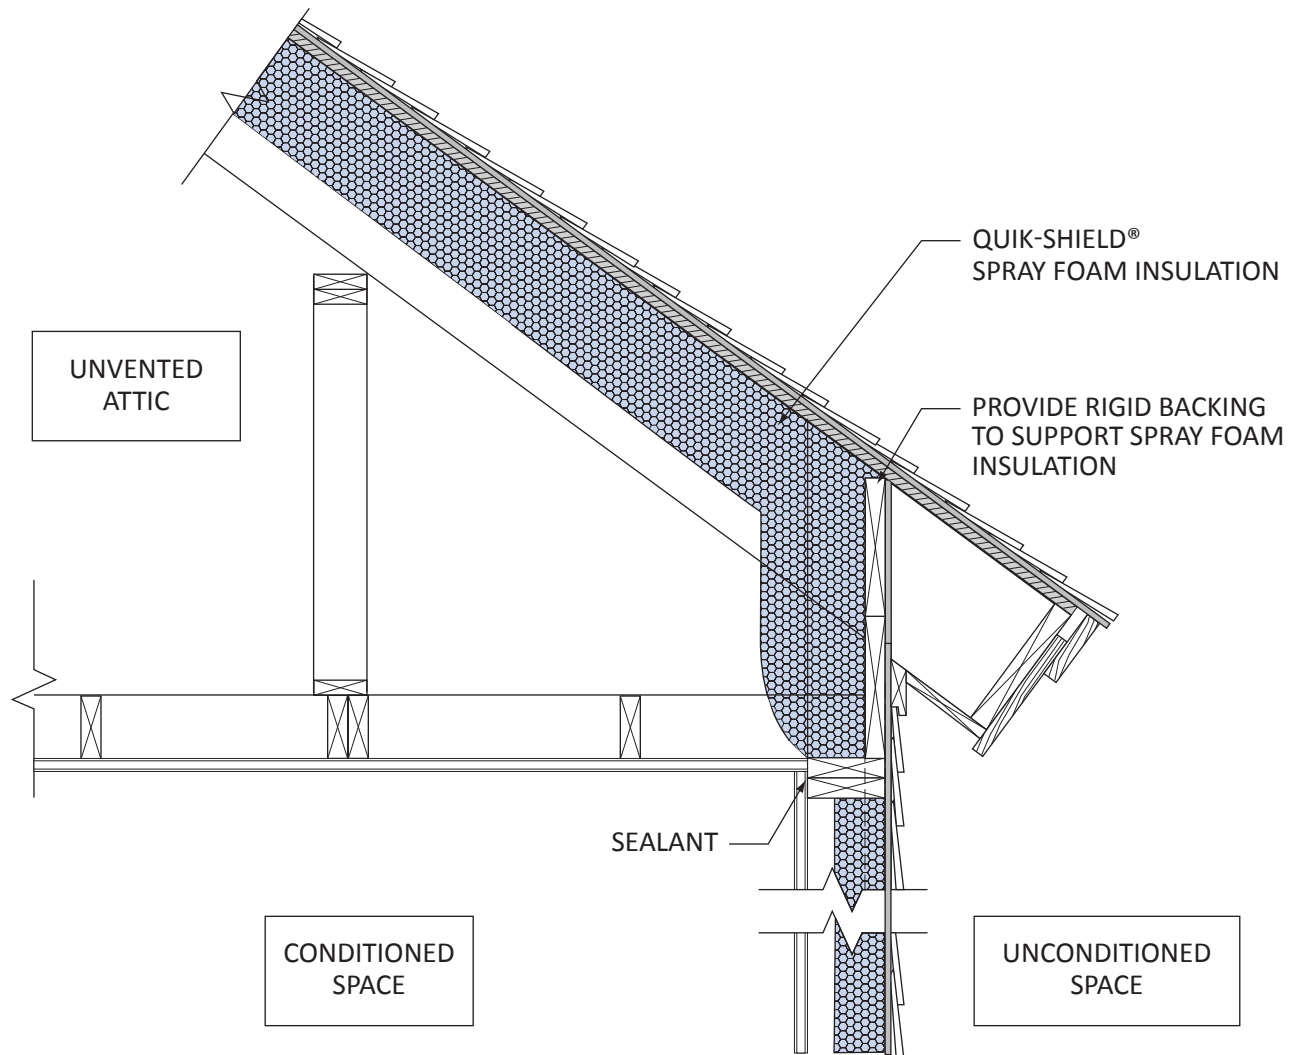 QUIK-SHIELD®
SPRAY FOAM INSULATION
UNVENTED
ATTIC
PROVIDE RIGID BACKING
TO SUPPORT SPRAY FOAM
INSULATION
SEALANT
CONDITIONED
SPACE
UNCONDITIONED
SPACE